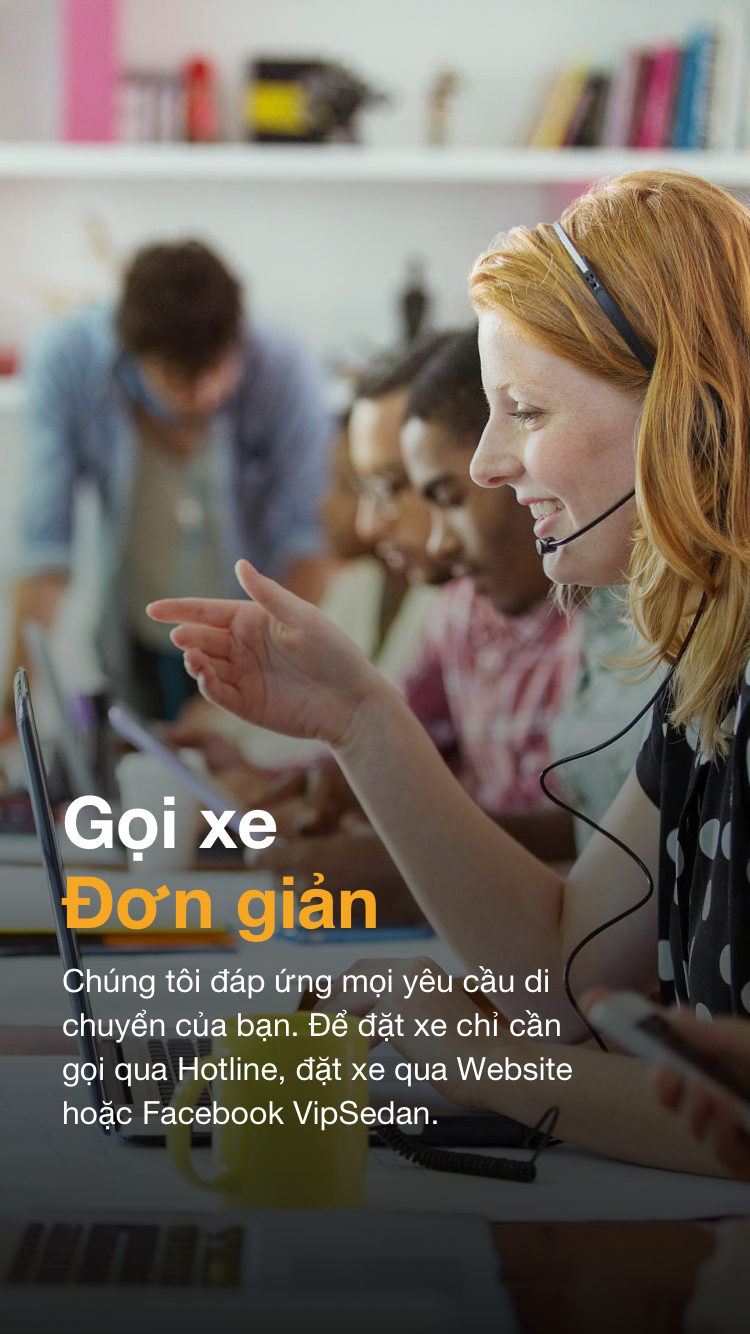 Gọi xe
Đơn giản
Chúng tôi đáp ứng mọi yêu cầu di
chuyển của bạn. Để đặt xe chỉ cần
gọi qua Hotline, đặt xe qua Website
hoặc Facebook VipSedan.